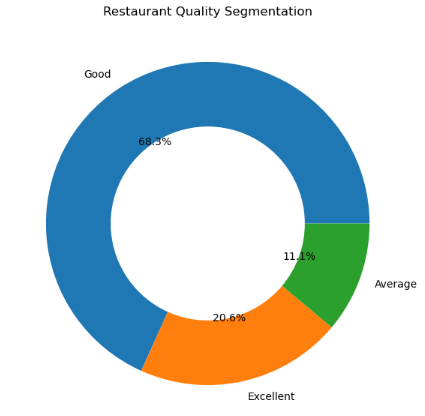 Restaurant Quality Segmentation
Good
68.3%
11.1%
Average
20.6%
Excellent